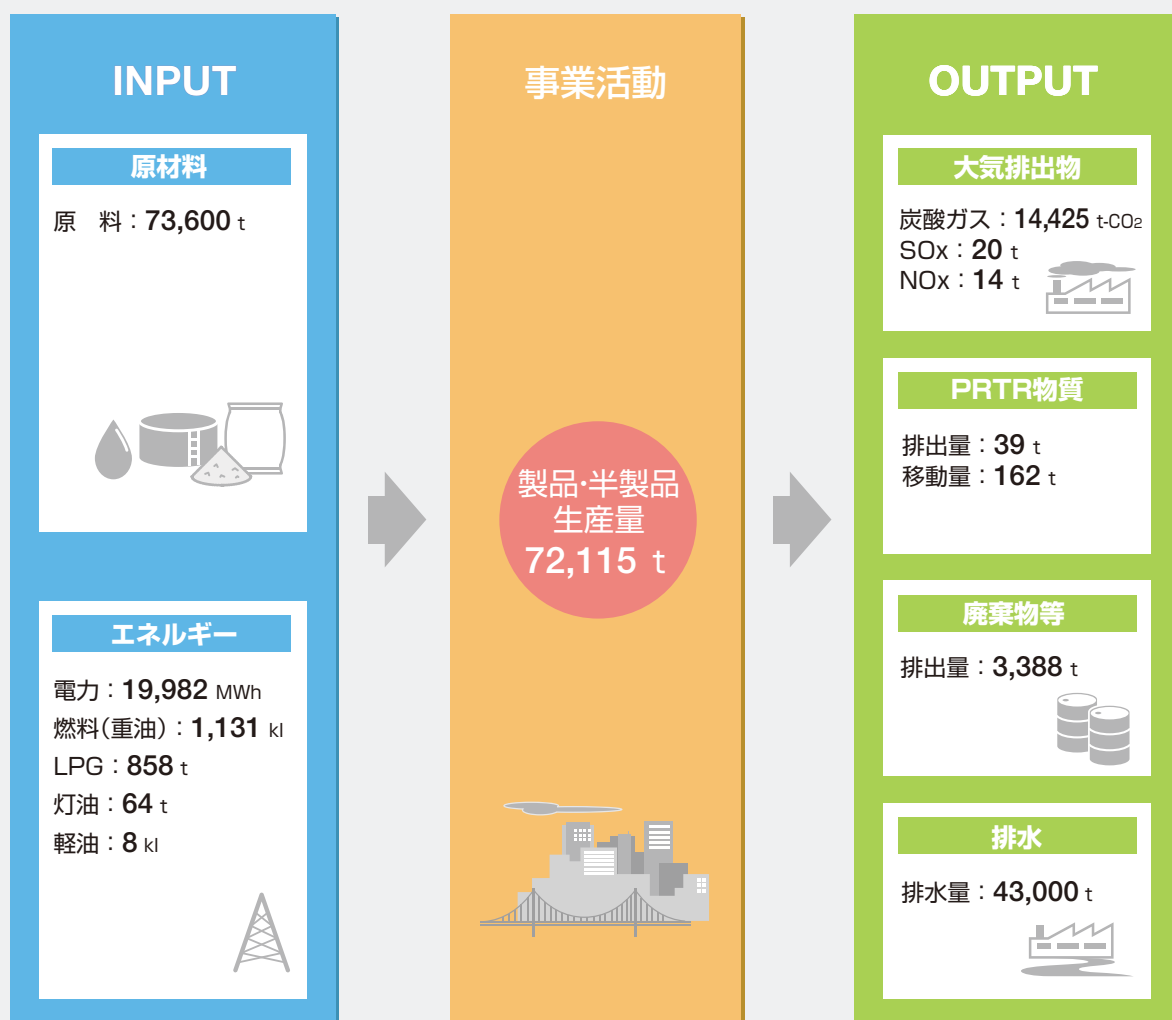 INPUT
原材料
原　料：73,600 t
エネルギー
電力：19,982 MWh
燃料(重油)：1,131 kl
LPG：858 t
灯油：64 t
軽油：8 kl
事業活動
製品・半製品
生産量
72,115 t
OUTPUT
大気排出物
炭酸ガス：14,425 t-CO2
SOx：20 t
NOx：14 t
PRTR物質
排出量：39 t
移動量：162 t
廃棄物等
排出量：3,388 t
排水
排水量：43,000 t